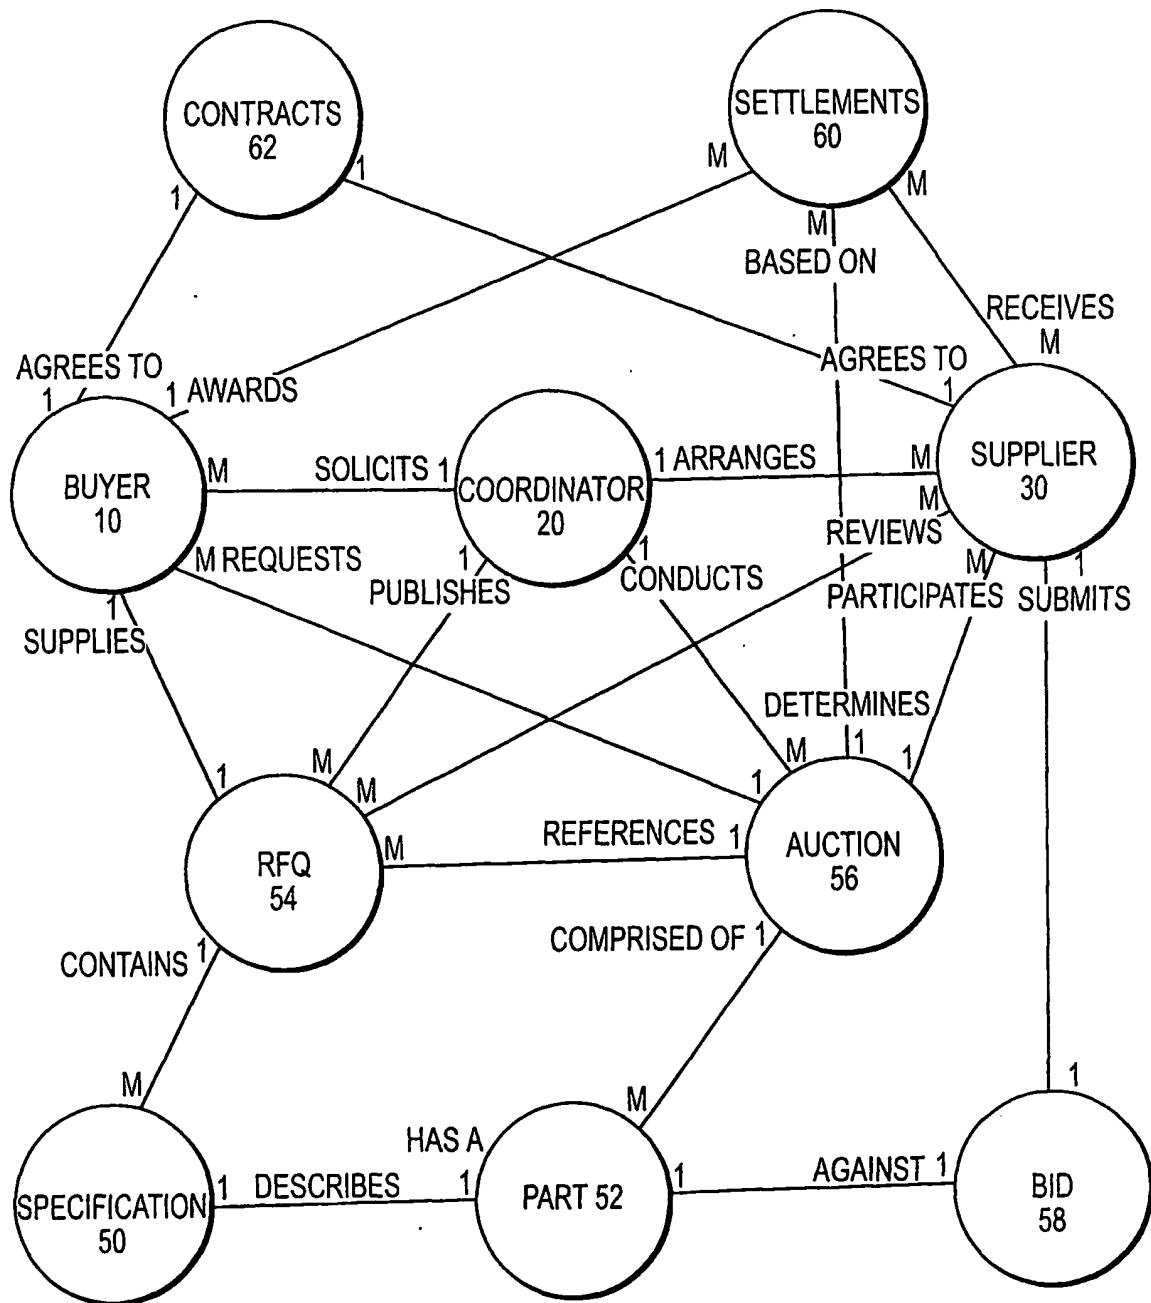 CONTRACTS
62
SETTLEMENTS
60
1
1
M
M
M
BASED ON
RECEIVES
M
AGREES TO
1
1 AWARDS
AGREES TO
1
BUYER
10
M
SOLICITS 1
COORDINATOR
20
1 ARRANGES
M
SUPPLIER
30
M
REVIEWS
M REQUESTS
1
PUBLISHES
1
CONDUCTS
M
PARTICIPATES
1
SUBMITS
1
SUPPLIES
DETERMINES
1
M
M
1
M
1
1
RFQ
54
M
REFERENCES 1
AUCTION
56
CONTAINS 1
COMPRISED OF 1
M
M
1
HAS A
SPECIFICATION
50
1 DESCRIBES 1
PART 52
1
AGAINST 1
BID
58